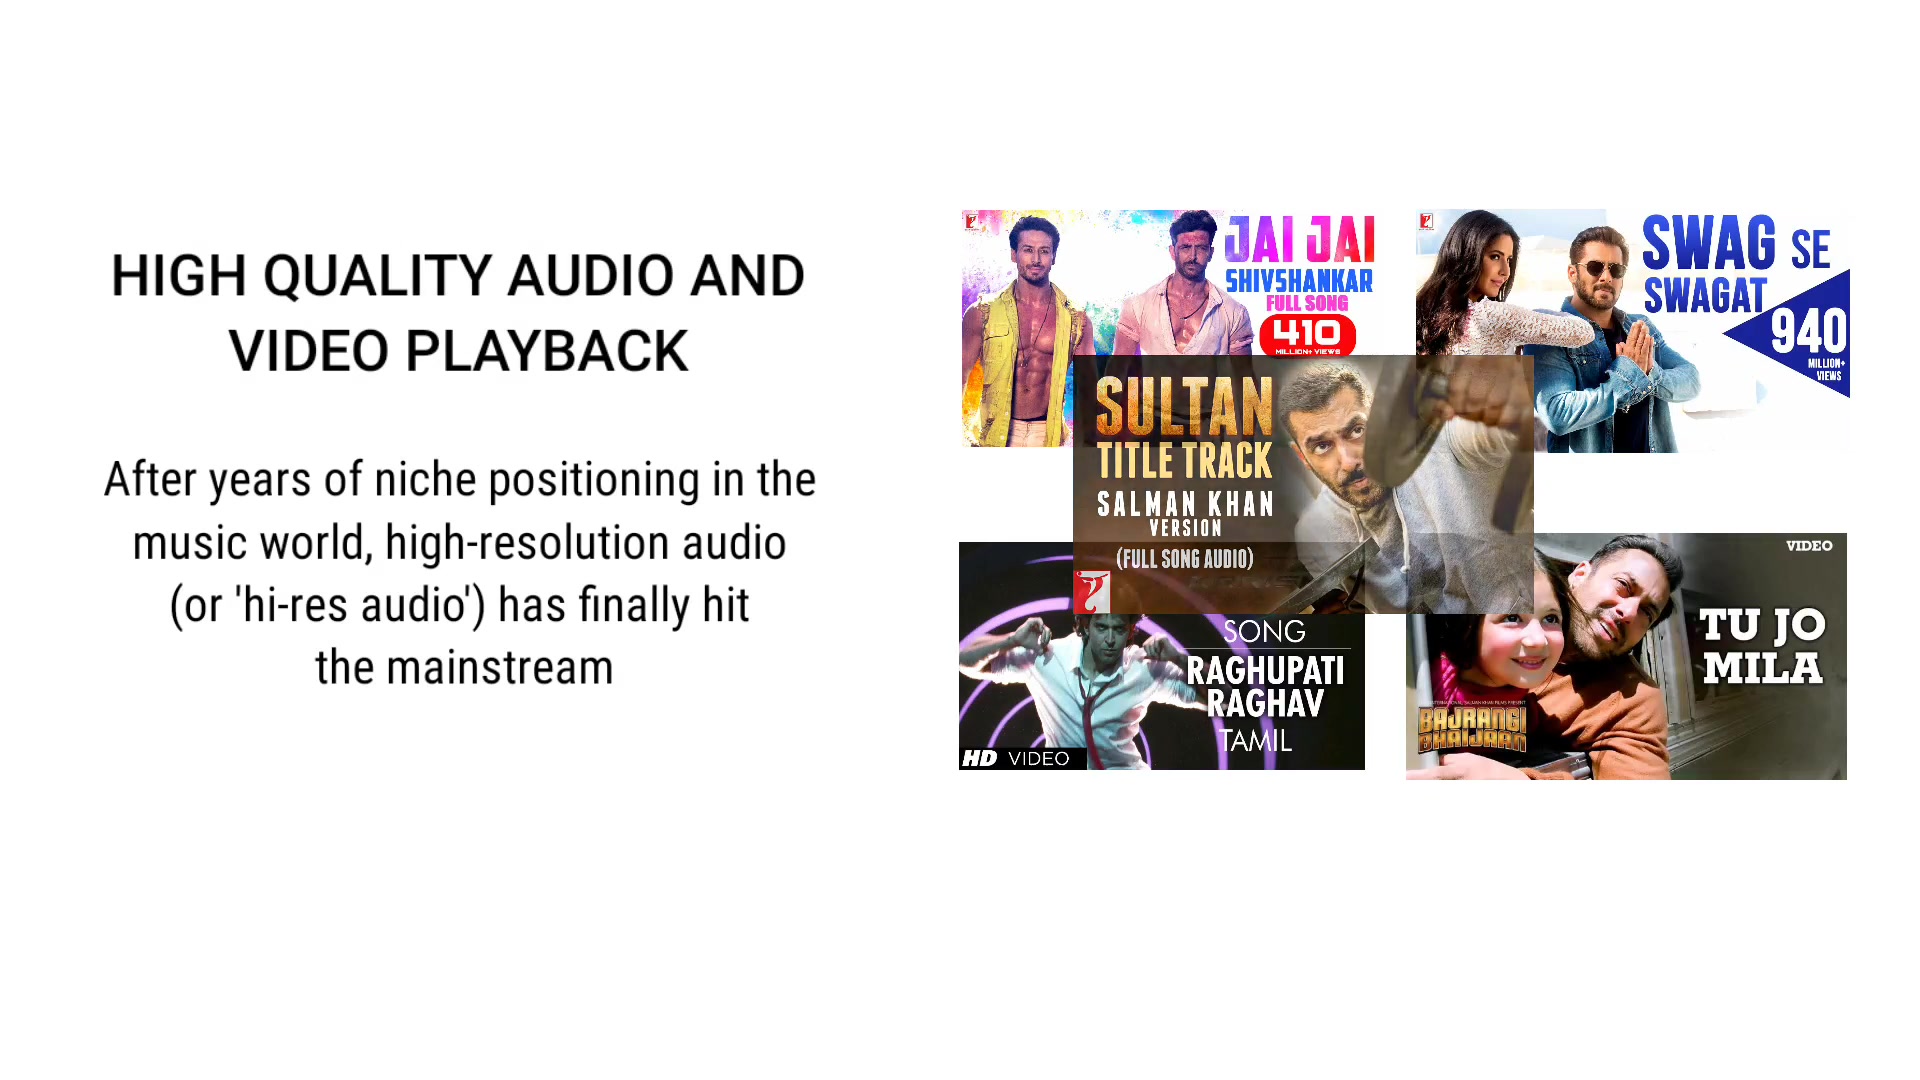 HIGH QUALITY AUDIO AND
VIDEO PLAYBACK
After years of niche positioning in the
music world, high-resolution audio
(or 'hi-res audio') has finally hit
the mainstream
JAI JAI
SHIVSHANKAR
FULL SONG
410
MILLION+ VIEWS
SWAG SE
SWAGAT
940
MILLION+
VIEWS
SULTAN
TITLE TRACK
SALMAN KHAN
VERSION
(FULL SONG AUDIO)
SONG
RAGHUPATI
RAGHAV
TAMIL
HD VIDEO
VIDEO
TU JO
MILA
BAJRANGI
BHAIJAAN